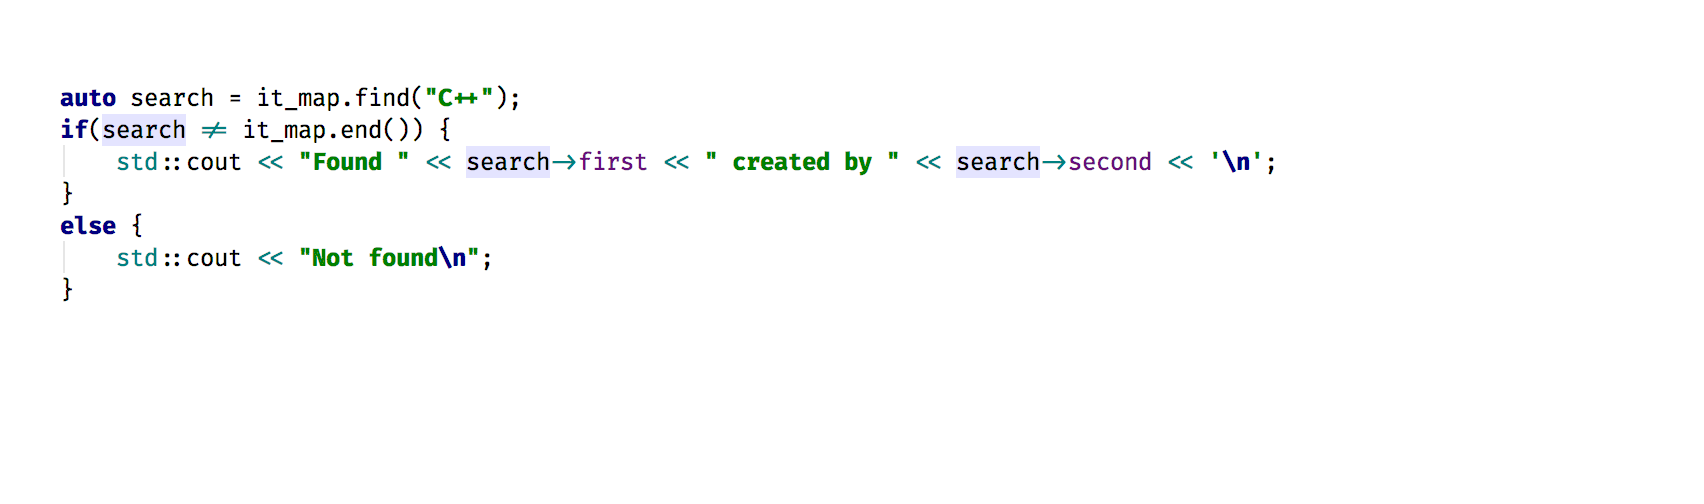 auto search = it_map.find("C++");
if(search != it_map.end()) {
    std::cout << "Found " << search->first << " created by " << search->second << '\n';
}
else {
    std::cout << "Not found\n";
}